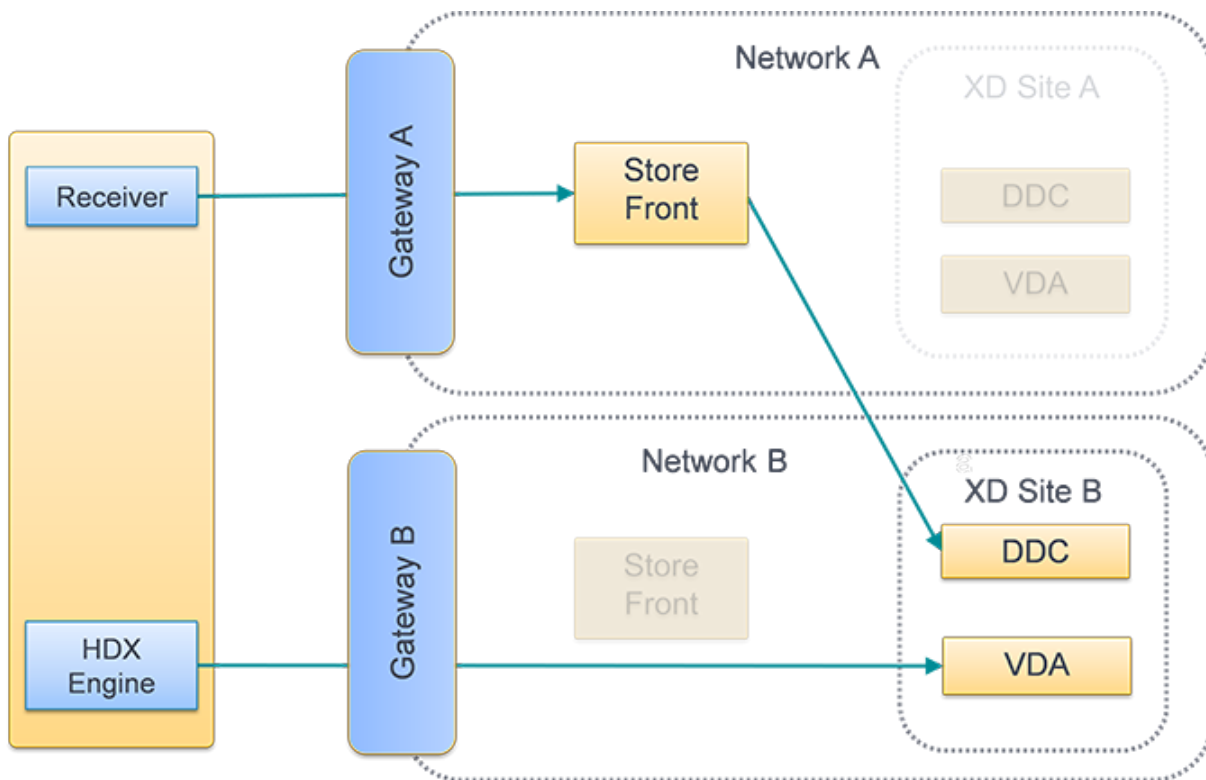 Network A
XD Site A
Receiver
Gateway A
Store
Front
DDC
VDA
Network B
XD Site B
Gateway B
Store
Front
DDC
HDX
Engine
VDA